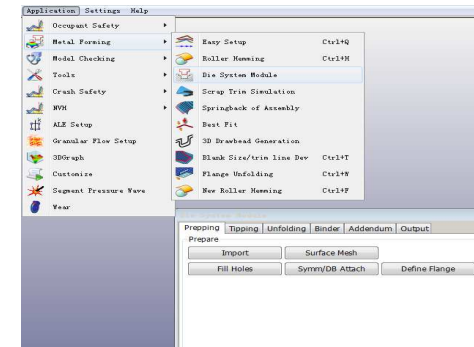 Application Settings Help
Occupant Safety
Metal Forming
Model Checking
Tools
Crash Safety
NVH
ALE Setup
Granular Flow Setup
3DGraph
Customize
Segment Pressure Wave
Wear
Easy Setup Ctrl+Q
Roller Hemming Ctrl+H
Die System Module
Scrap Trim Simulation
Springback of Assembly
Best Fit
3D Drawbead Generation
Blank Size/trim line Dev Ctrl+T
Flange Unfolding Ctrl+W
New Roller Hemming Ctrl+F
Prepping Tipping Unfolding Binder Addendum Output
Prepare
Import Surface Mesh
Fill Holes Symm/DB Attach Define Flange